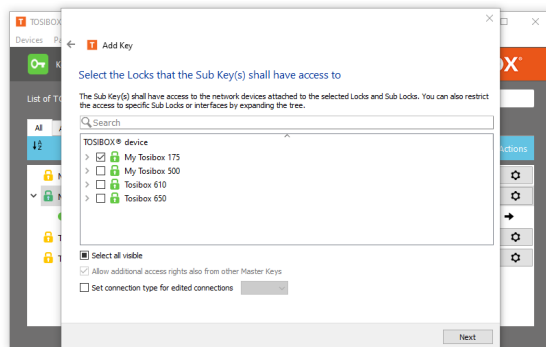 TOSIBOX
Devices Pa
Add Key
K
X®
Select the Locks that the Sub Key(s) shall have access to
The Sub Key(s) shall have access to the network devices attached to the selected Locks and Sub Locks. You can also restrict
the access to specific Sub Locks or interfaces by expanding the tree.
List of TO
Search
All A
TOSIBOX® device
My Tosibox 175
My Tosibox 500
Tosibox 610
Tosibox 650
Actions
Select all visible
Allow additional access rights also from other Master Keys
Set connection type for edited connections
Next